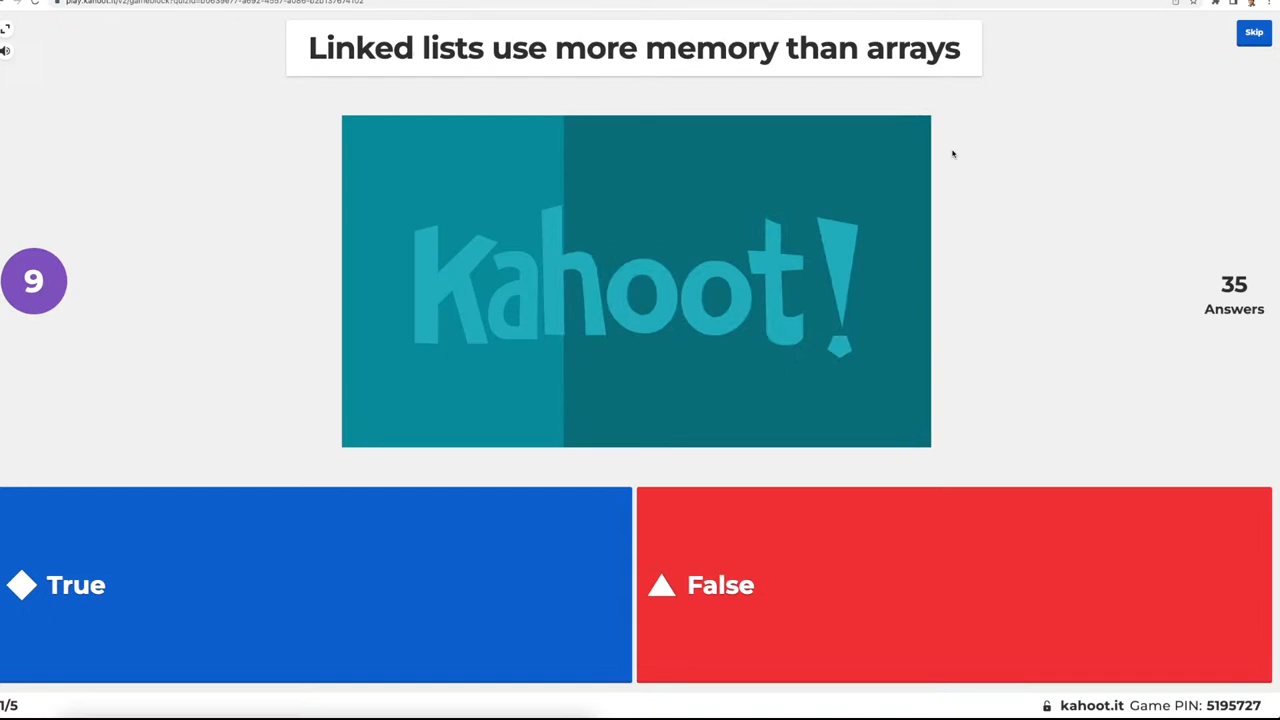 Linked lists use more memory than arrays
Skip
Kahoot!
9
35
Answers
True
False
1/5
kahoot.it Game PIN: 5195727